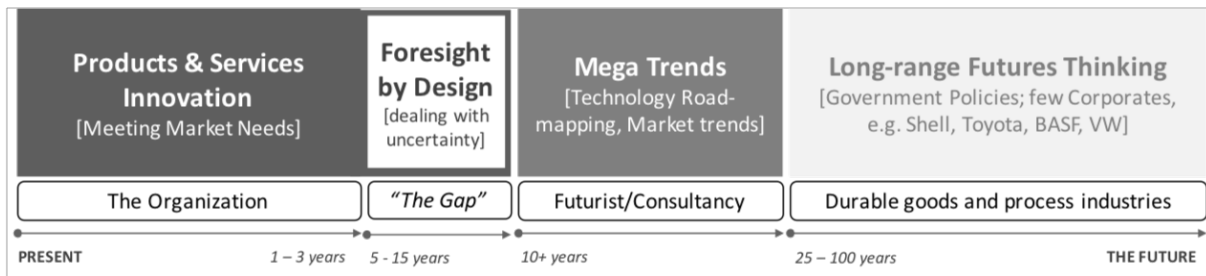 Products & Services
Innovation
[Meeting Market Needs]
Foresight
by Design
[dealing with
uncertainty]
Mega Trends
[Technology Road-
mapping, Market trends]
Long-range Futures Thinking
[Government Policies; few Corporates,
e.g. Shell, Toyota, BASF, VW]
The Organization
"The Gap"
Futurist/Consultancy
Durable goods and process industries
PRESENT
1 – 3 years
5 - 15 years
10+ years
25 – 100 years
THE FUTURE